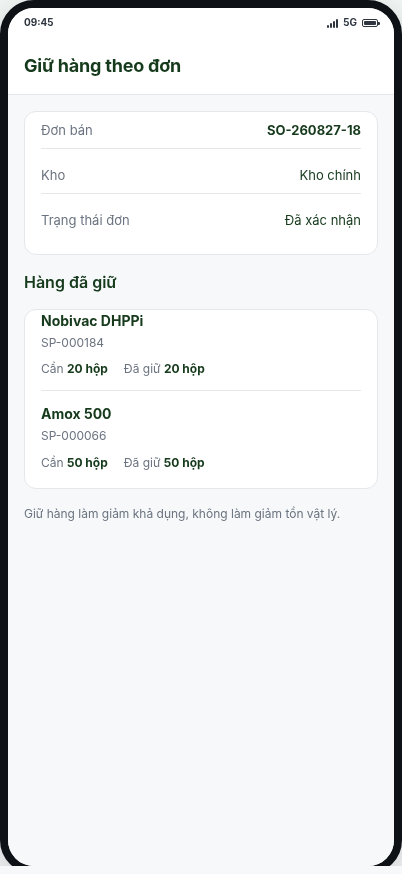 09:45
5G
Giữ hàng theo đơn
Đơn bán SO-260827-18
Kho Kho chính
Trạng thái đơn Đã xác nhận
Hàng đã giữ
Nobivac DHPPi
SP-000184
Cần 20 hộp Đã giữ 20 hộp
Amox 500
SP-000066
Cần 50 hộp Đã giữ 50 hộp
Giữ hàng làm giảm khả dụng, không làm giảm tồn vật lý.